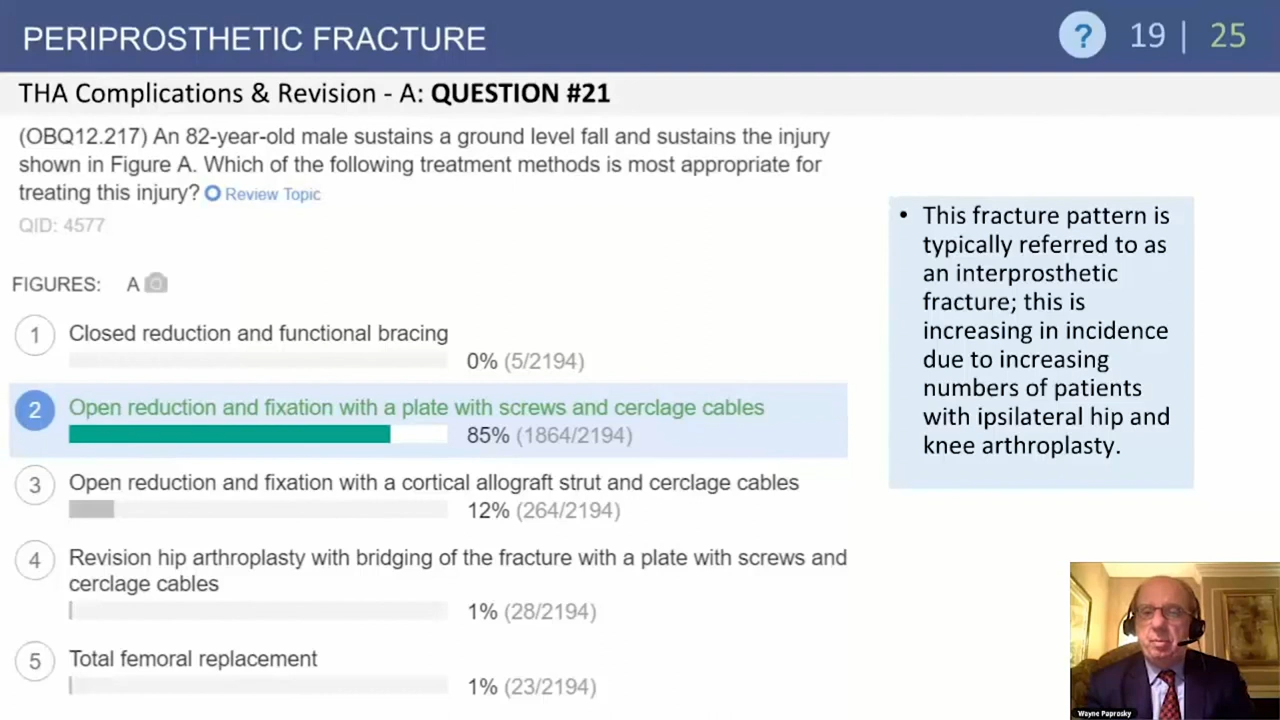 PERIPROSTHETIC FRACTURE
? 19 | 25
THA Complications & Revision - A: QUESTION #21
(OBQ12.217) An 82-year-old male sustains a ground level fall and sustains the injury
shown in Figure A. Which of the following treatment methods is most appropriate for
treating this injury? Review Topic
QID: 4577
FIGURES: A
1 Closed reduction and functional bracing
0% (5/2194)
2 Open reduction and fixation with a plate with screws and cerclage cables
85% (1864/2194)
3 Open reduction and fixation with a cortical allograft strut and cerclage cables
12% (264/2194)
4 Revision hip arthroplasty with bridging of the fracture with a plate with screws and
cerclage cables
1% (28/2194)
5 Total femoral replacement
1% (23/2194)
• This fracture pattern is
typically referred to as
an interprosthetic
fracture; this is
increasing in incidence
due to increasing
numbers of patients
with ipsilateral hip and
knee arthroplasty.
Wayne Paprosky